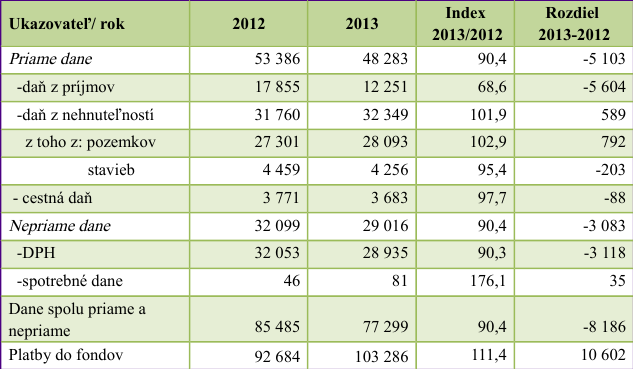 Ukazovateľ/ rok 2012 2013 Index 2013/2012 Rozdiel 2013-2012
Priame dane 53 386 48 283 90,4 -5 103
-daň z príjmov 17 855 12 251 68,6 -5 604
-daň z nehnuteľností 31 760 32 349 101,9 589
z toho z: pozemkov 27 301 28 093 102,9 792
stavieb 4 459 4 256 95,4 -203
- cestná daň 3 771 3 683 97,7 -88
Nepriame dane 32 099 29 016 90,4 -3 083
-DPH 32 053 28 935 90,3 -3 118
-spotrebné dane 46 81 176,1 35
Dane spolu priame a
nepriame 85 485 77 299 90,4 -8 186
Platby do fondov 92 684 103 286 111,4 10 602